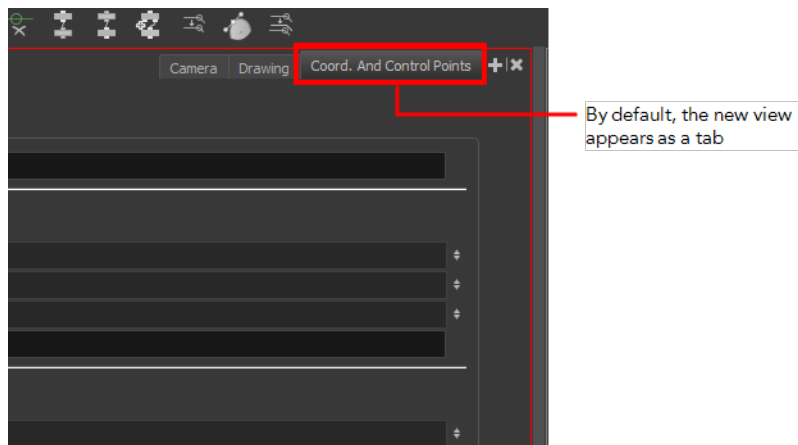 Camera Drawing Coord. And Control Points
By default, the new view
appears as a tab